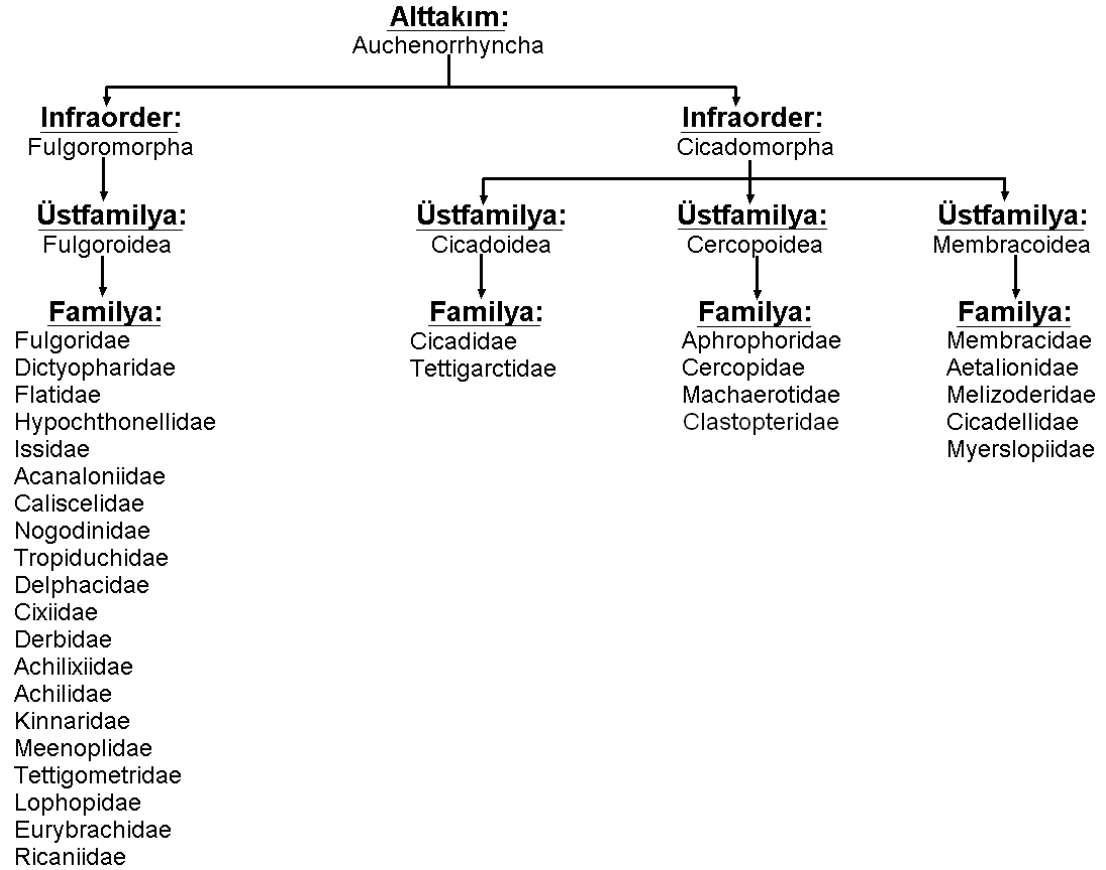 Alttakım:
Auchenorrhyncha
Infraorder:
Fulgoromorpha
Infraorder:
Cicadomorpha
Üstfamilya:
Fulgoroidea
Üstfamilya:
Cicadoidea
Üstfamilya:
Cercopoidea
Üstfamilya:
Membracoidea
Familya:
Fulgoridae
Dictyopharidae
Flatidae
Hypochthonellidae
Issidae
Acanaloniidae
Caliscelidae
Nogodinidae
Tropiduchidae
Delphacidae
Cixiidae
Derbidae
Achilixiidae
Achilidae
Kinnaridae
Meenoplidae
Tettigometridae
Lophopidae
Eurybrachidae
Ricaniidae
Familya:
Cicadidae
Tettigarctidae
Familya:
Aphrophoridae
Cercopidae
Machaerotidae
Clastopteridae
Familya:
Membracidae
Aetalionidae
Melizoderidae
Cicadellidae
Myerslopiidae